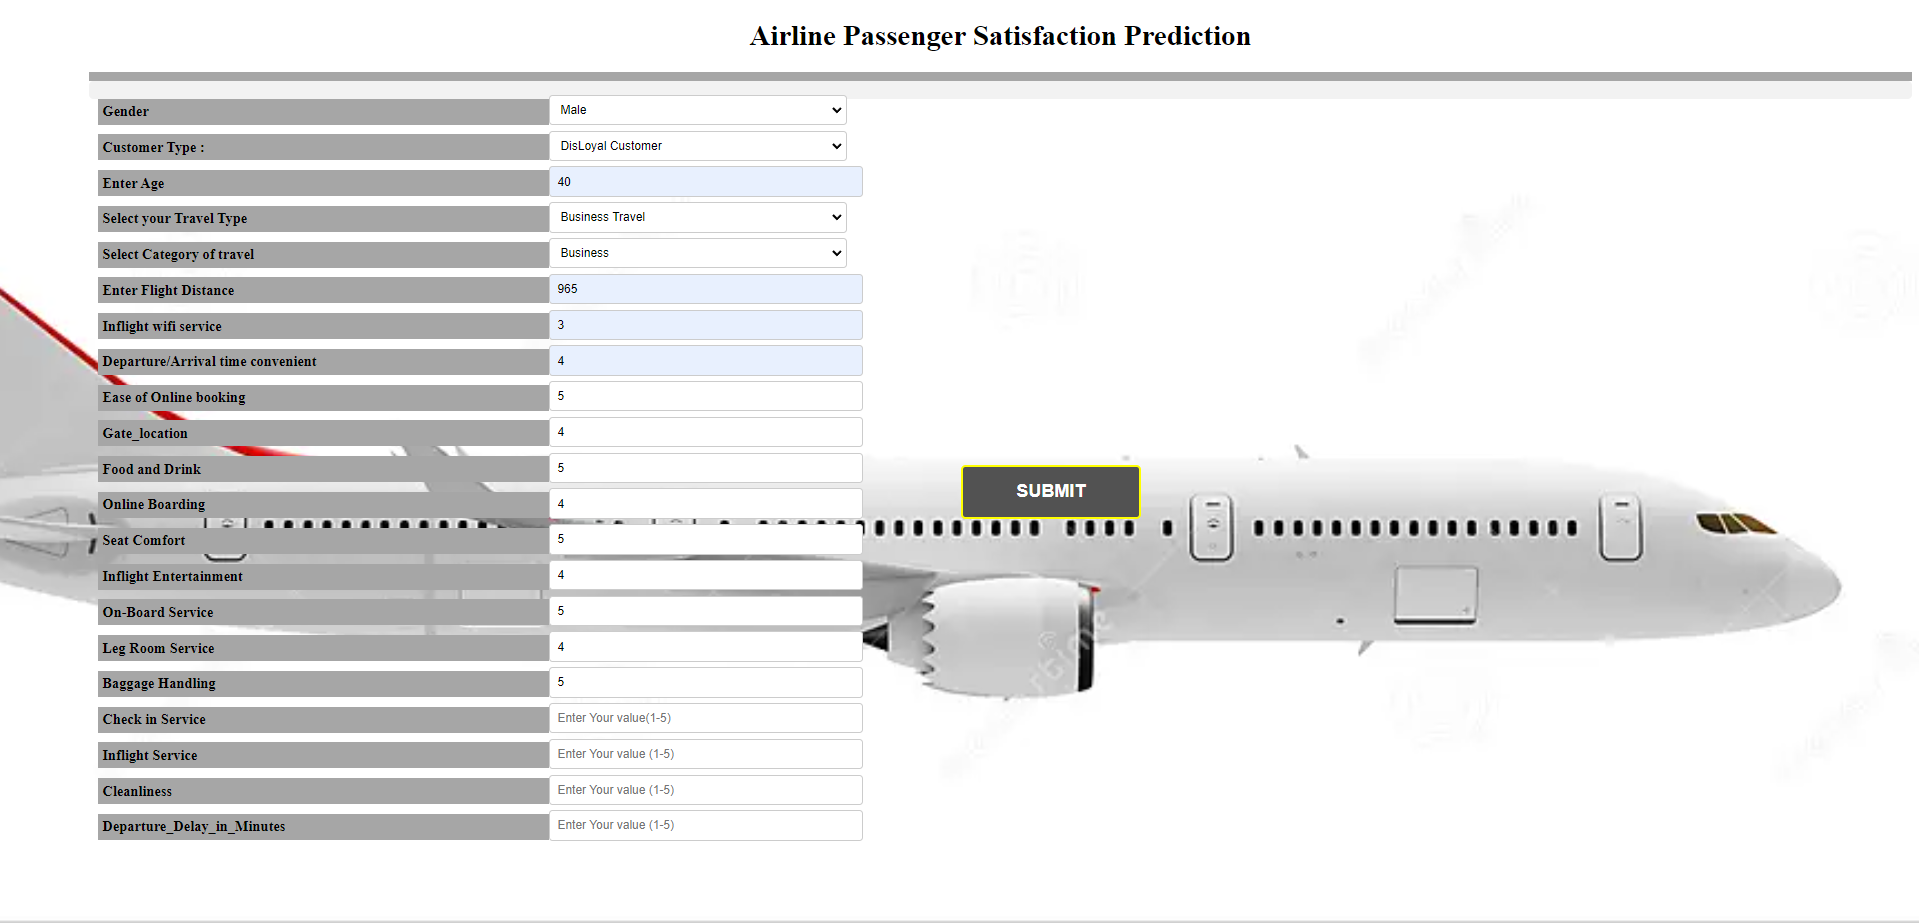 Airline Passenger Satisfaction Prediction
Gender Male
Customer Type : DisLoyal Customer
Enter Age 40
Select your Travel Type Business Travel
Select Category of travel Business
Enter Flight Distance 965
Inflight wifi service 3
Departure/Arrival time convenient 4
Ease of Online booking 5
Gate_location 4
Food and Drink 5
Online Boarding 4
SUBMIT
Seat Comfort 5
Inflight Entertainment 4
On-Board Service 5
Leg Room Service 4
Baggage Handling 5
Check in Service Enter Your value(1-5)
Inflight Service Enter Your value (1-5)
Cleanliness Enter Your value (1-5)
Departure_Delay_in_Minutes Enter Your value (1-5)